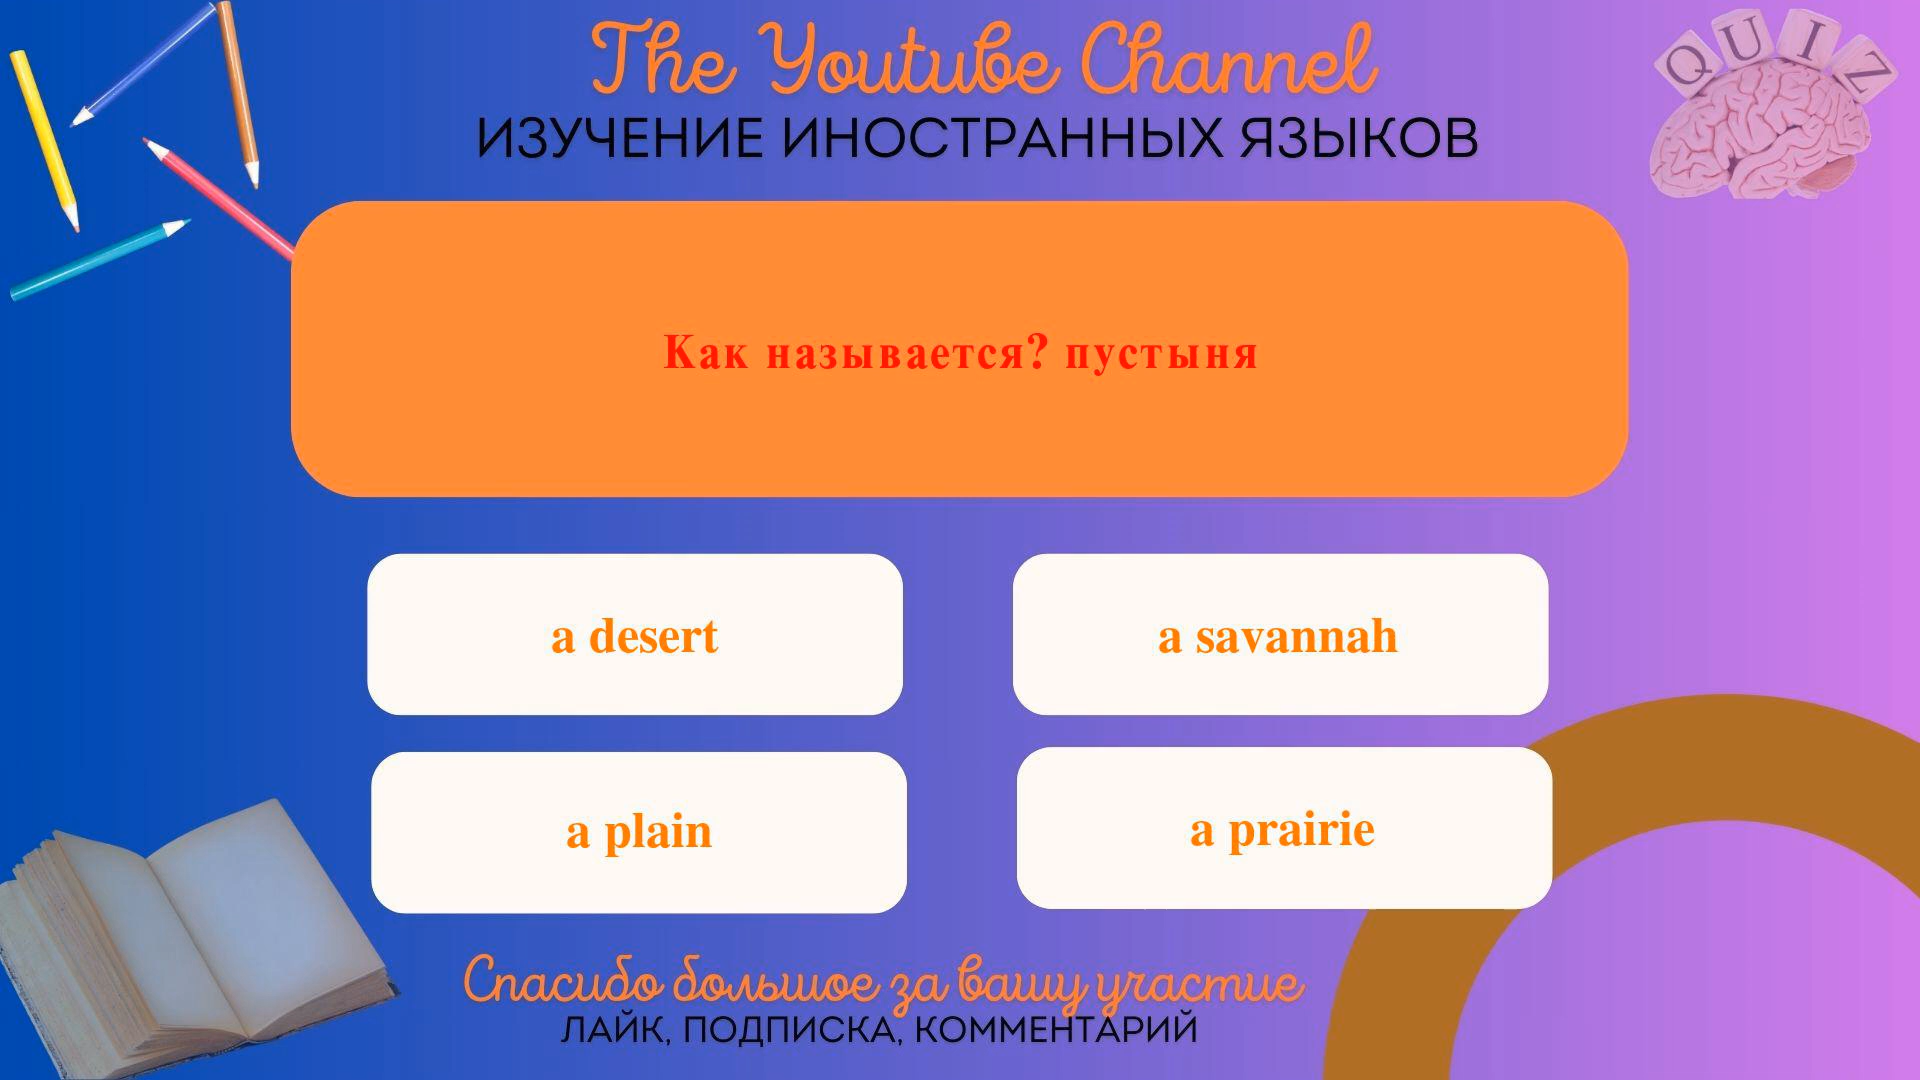 The Youtube Channel
QUIZ
ИЗУЧЕНИЕ ИНОСТРАННЫХ ЯЗЫКОВ
Как называется? пустыня
a desert
a savannah
a plain
a prairie
Спасибо большое за вашу участие
ЛАЙК, ПОДПИСКА, КОММЕНТАРИЙ